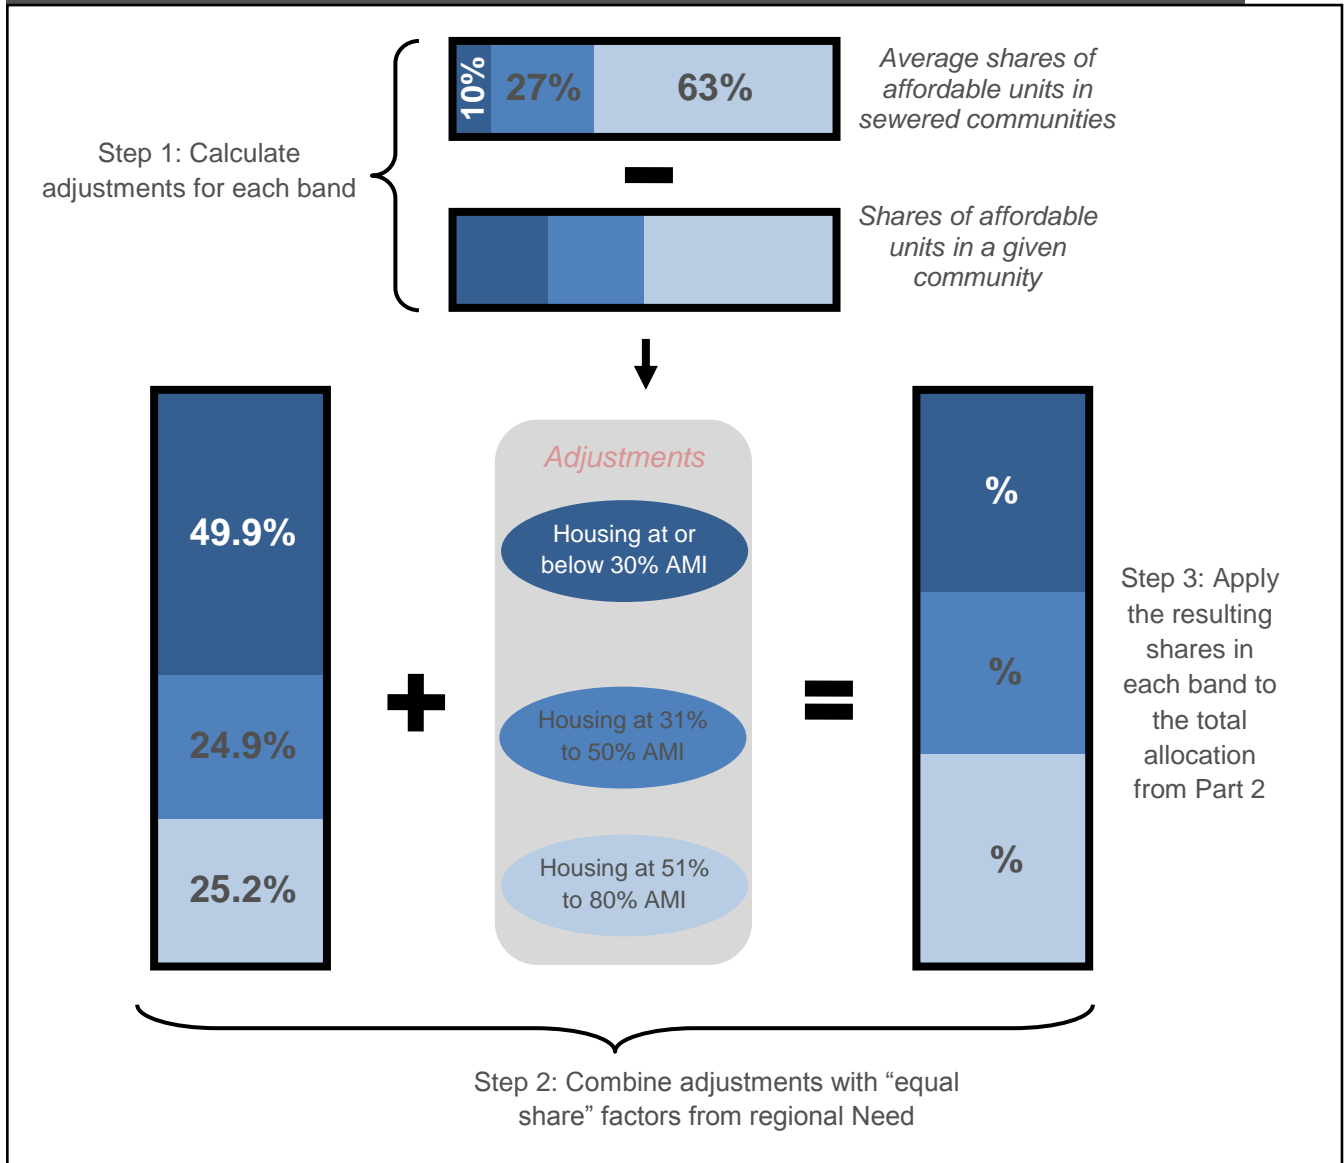 10%
27%
63%
Average shares of
affordable units in
sewered communities
Step 1: Calculate
adjustments for each band
Shares of affordable
units in a given
community
49.9%
24.9%
25.2%
Adjustments
Housing at or
below 30% AMI
Housing at 31%
to 50% AMI
Housing at 51%
to 80% AMI
%
%
%
Step 3: Apply
the resulting
shares in
each band to
the total
allocation
from Part 2
Step 2: Combine adjustments with “equal
share” factors from regional Need